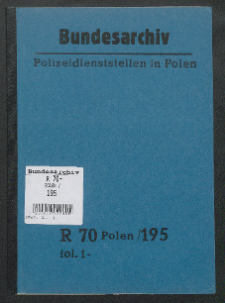 Bundesarchiv
Polizeidienststellen in Polen
Bundesarchiv
R 70-
195
R 70 Polen /195
fol. 1-